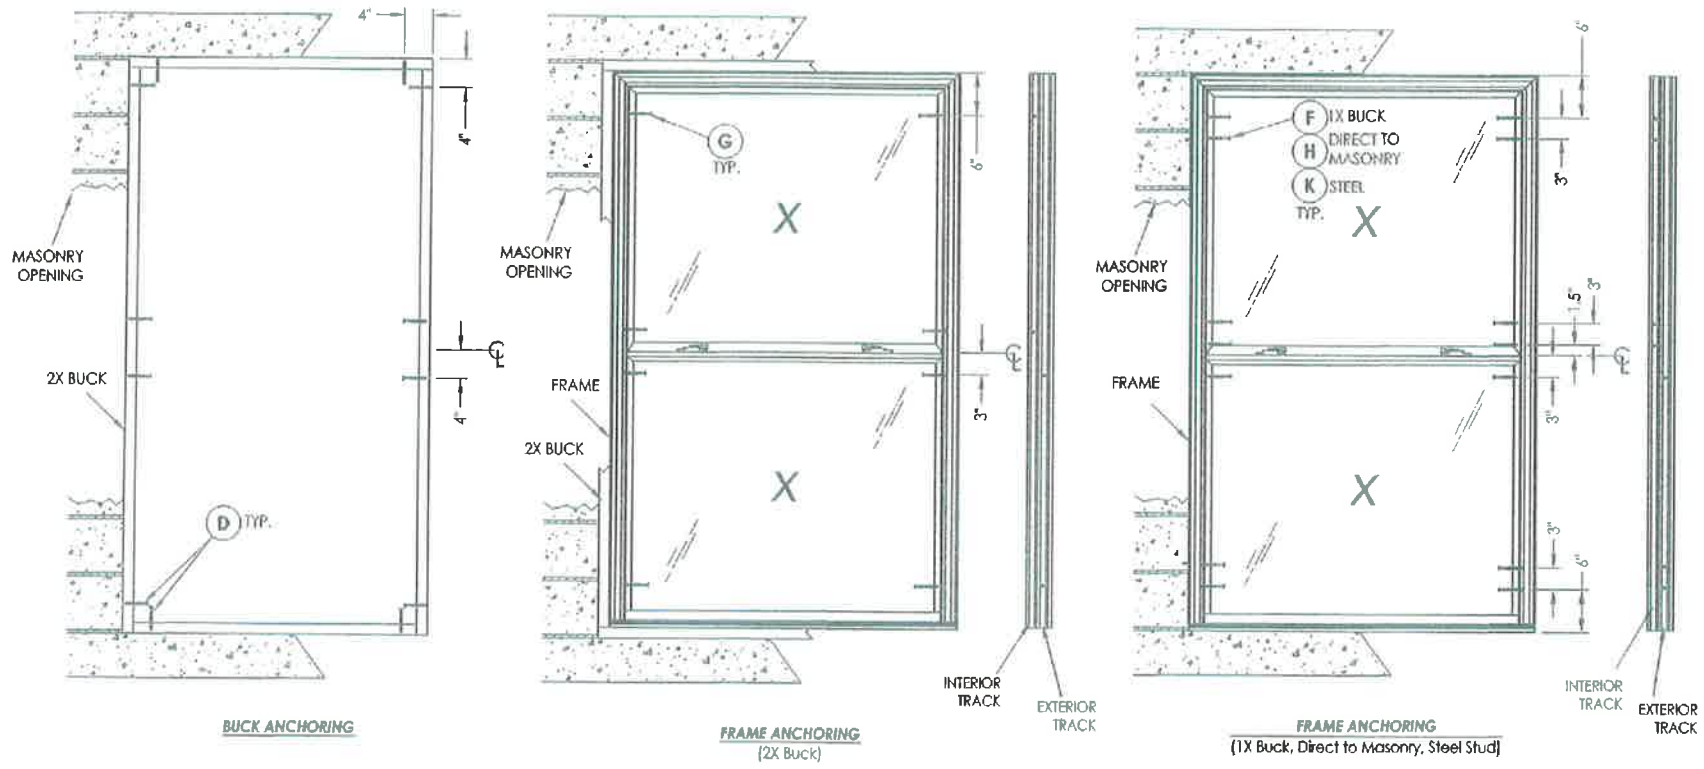 4"
4"
MASONRY
OPENING
2X BUCK
℄
4"
D TYP.
BUCK ANCHORING
G
TYP.
6"
X
MASONRY
OPENING
FRAME
℄
3"
2X BUCK
X
INTERIOR
TRACK
EXTERIOR
TRACK
FRAME ANCHORING
(2X Buck)
6"
F 1X BUCK
H DIRECT TO
MASONRY
K STEEL
TYP.
3"
X
MASONRY
OPENING
3"
1.5"
℄
FRAME
3"
X
3"
6"
INTERIOR
TRACK
EXTERIOR
TRACK
FRAME ANCHORING
(1X Buck, Direct to Masonry, Steel Stud)